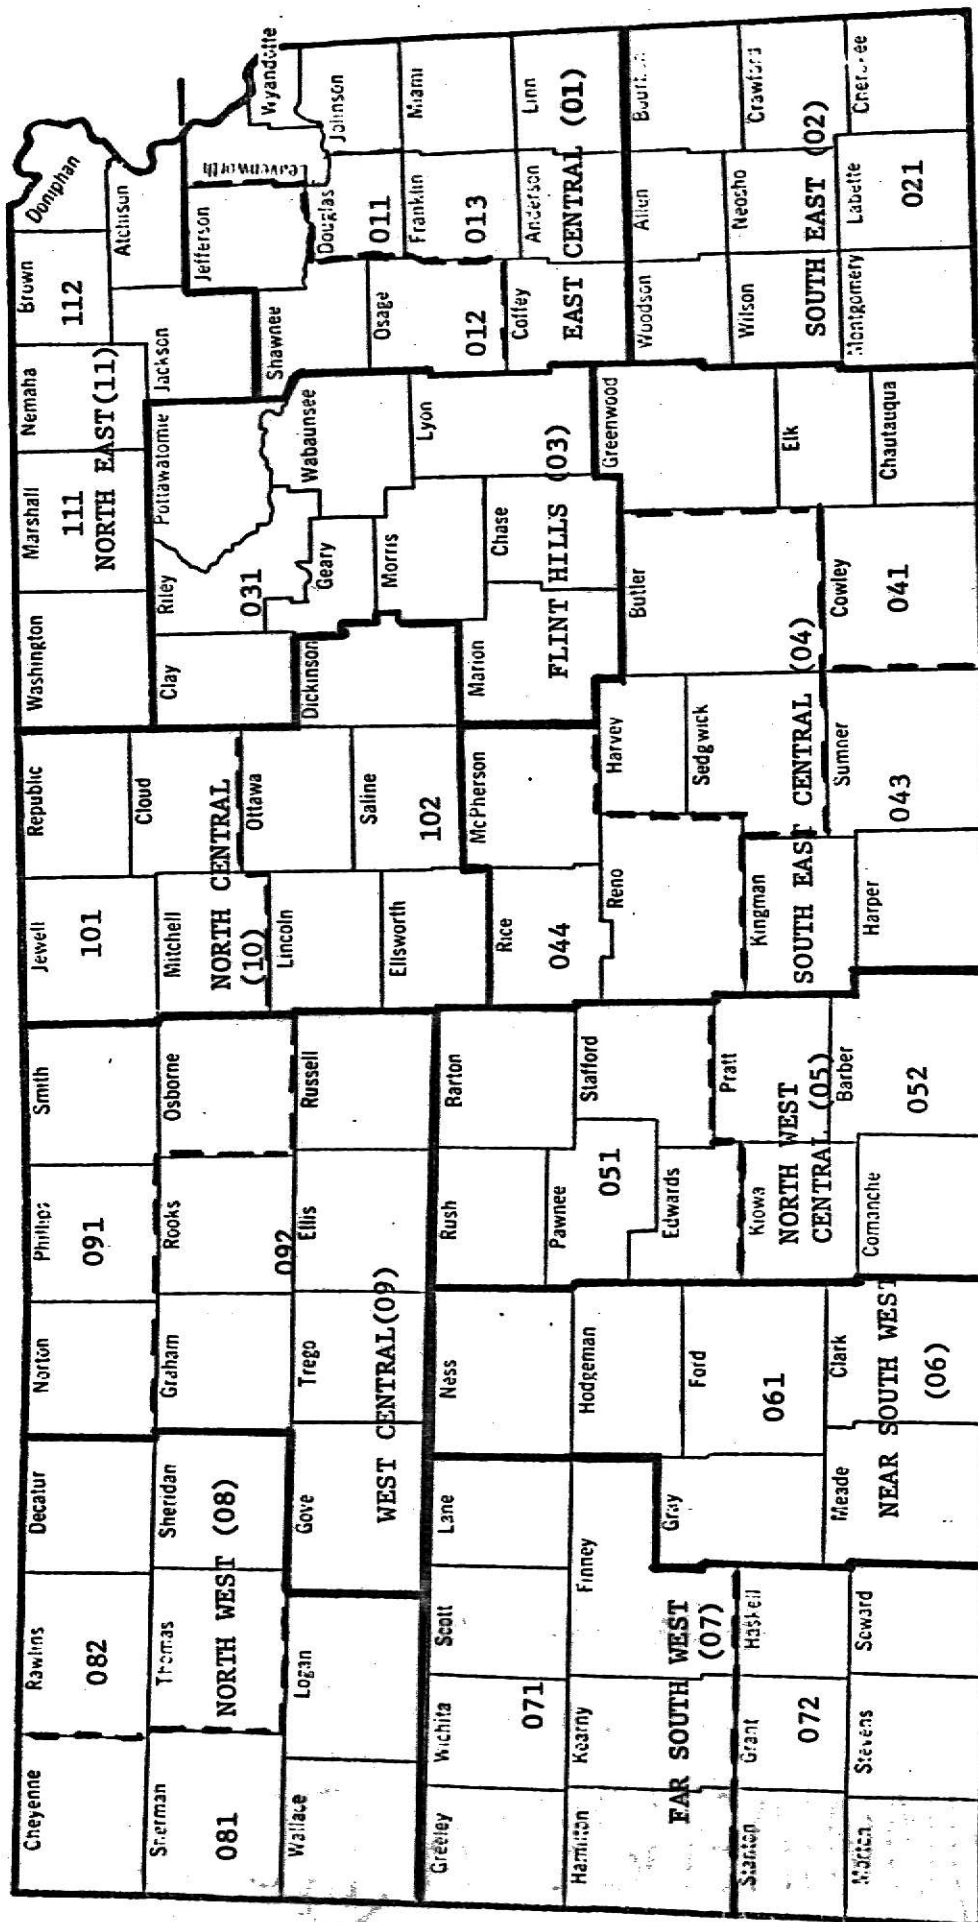 Cheyenne
Rawlins
Decatur
Norton
Phillips
Smith
Jewell
Republic
Washington
Marshall
Nemaha
Brown
Doniphan
082
091
101
111
112
NORTH EAST (11)
Sherman
Thomas
Sheridan
Graham
Rooks
Osborne
Mitchell
Cloud
Clay
Riley
Pottawatomie
Jackson
Atchison
Jefferson
Leavenworth
Wyandotte
081
NORTH WEST (08)
092
NORTH CENTRAL
(10)
031
Wallace
Logan
Gove
Trego
Ellis
Russell
Lincoln
Ottawa
Dickinson
Geary
Wabaunsee
Shawnee
Douglas
Johnson
WEST CENTRAL (09)
Ellsworth
Saline
102
Morris
Osage
011
Franklin
Miami
Greeley
Wichita
Scott
Lane
Ness
Rush
Barton
Rice
McPherson
Marion
Chase
Lyon
012
013
071
Pawnee
044
FLINT HILLS (03)
Coffey
Anderson
Linn
EAST CENTRAL (01)
Hamilton
Kearny
Finney
Hodgeman
051
Stafford
Reno
Harvey
Butler
Greenwood
Woodson
Allen
Bourbon
FAR SOUTH WEST
(07)
Gray
Ford
Edwards
Pratt
Sedgwick
Wilson
Neosho
Crawford
Stanton
Grant
Haskell
061
Kiowa
Kingman
Elk
072
NORTH WEST
CENTRAL (05)
SOUTH EAST CENTRAL (04)
SOUTH EAST (02)
Morton
Stevens
Seward
Meade
Clark
Comanche
Barber
Harper
Sumner
Cowley
Chautauqua
Montgomery
Labette
Cherokee
NEAR SOUTH WEST
(06)
052
043
041
021